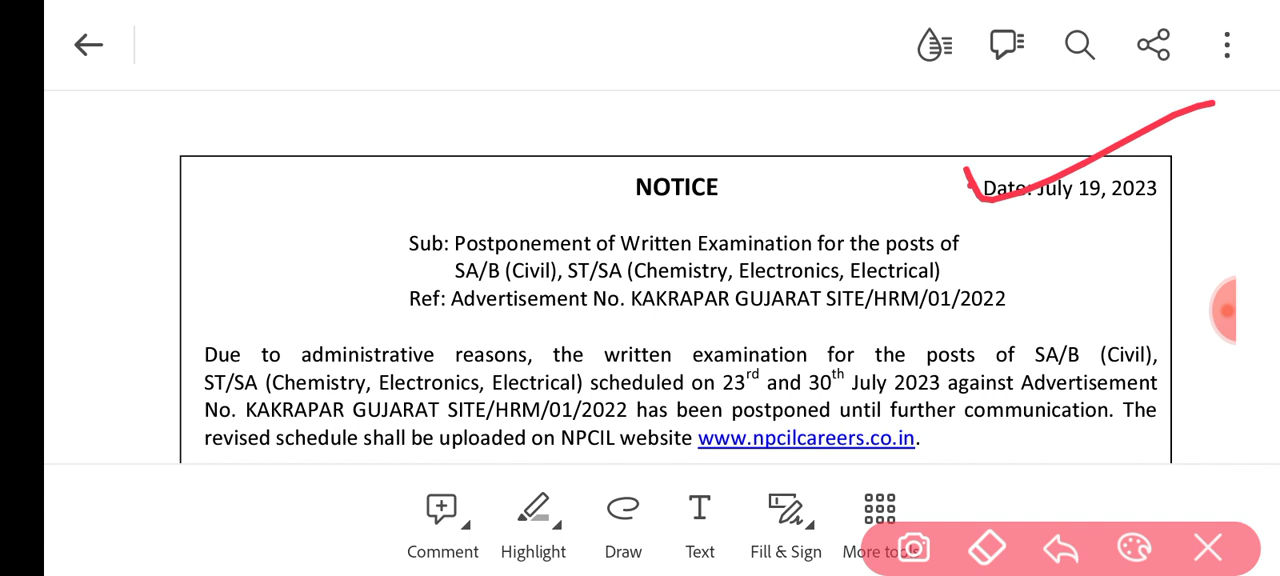 NOTICE
Date: July 19, 2023
Sub: Postponement of Written Examination for the posts of
SA/B (Civil), ST/SA (Chemistry, Electronics, Electrical)
Ref: Advertisement No. KAKRAPAR GUJARAT SITE/HRM/01/2022
Due to administrative reasons, the written examination for the posts of SA/B (Civil),
ST/SA (Chemistry, Electronics, Electrical) scheduled on 23rd and 30th July 2023 against Advertisement
No. KAKRAPAR GUJARAT SITE/HRM/01/2022 has been postponed until further communication. The
revised schedule shall be uploaded on NPCIL website www.npcilcareers.co.in.
Comment Highlight Draw Text Fill & Sign More tools